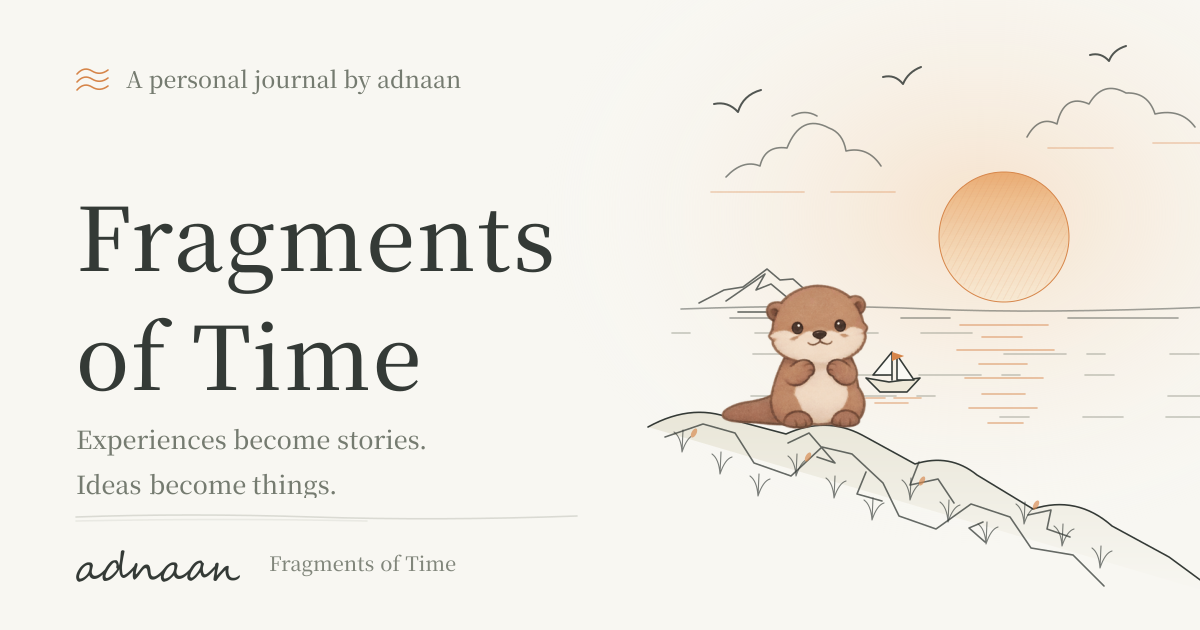 A personal journal by adnaan
Fragments
of Time
Experiences become stories.
Ideas become things.
adnaan
Fragments of Time